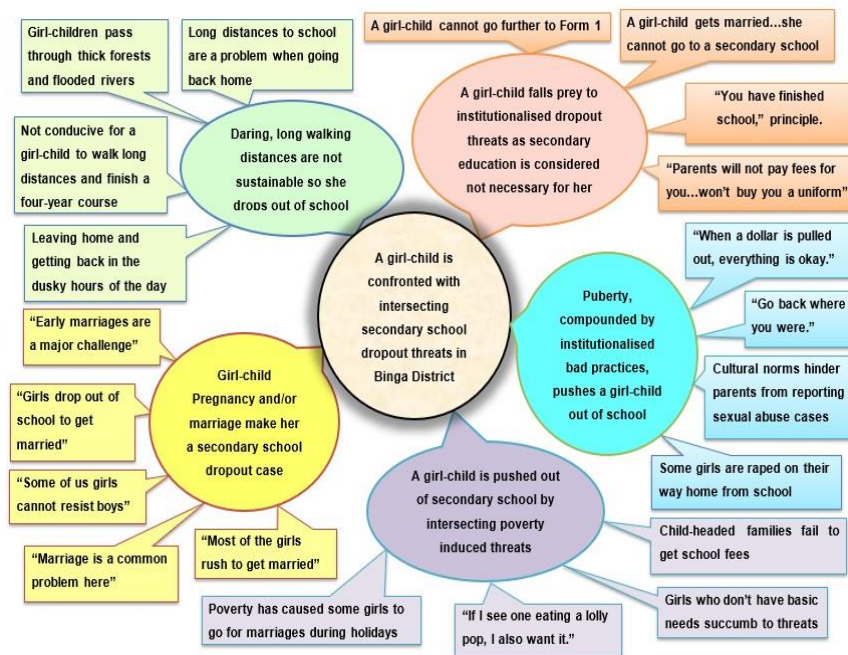 Girl-children pass
through thick forests
and flooded rivers
Long distances to school
are a problem when going
back home
Not conducive for a
girl-child to walk long
distances and finish a
four-year course
Leaving home and
getting back in the
dusky hours of the day
Daring, long walking
distances are not
sustainable so she
drops out of school
A girl-child cannot go further to Form 1
A girl-child gets married...she
cannot go to a secondary school
"You have finished
school," principle.
"Parents will not pay fees for
you...won't buy you a uniform"
A girl-child falls prey to
institutionalised dropout
threats as secondary
education is considered
not necessary for her
A girl-child is
confronted with
intersecting
secondary school
dropout threats in
Binga District
"When a dollar is pulled
out, everything is okay."
"Go back where
you were."
Cultural norms hinder
parents from reporting
sexual abuse cases
Some girls are raped on their
way home from school
Puberty,
compounded by
institutionalised
bad practices,
pushes a girl-child
out of school
"Early marriages are
a major challenge"
"Girls drop out of
school to get
married"
"Some of us girls
cannot resist boys"
"Marriage is a common
problem here"
"Most of the girls
rush to get married"
Girl-child
Pregnancy and/or
marriage make her
a secondary school
dropout case
A girl-child is pushed out
of secondary school by
intersecting poverty
induced threats
Poverty has caused some girls to
go for marriages during holidays
"If I see one eating a lolly
pop, I also want it."
Child-headed families fail to
get school fees
Girls who don't have basic
needs succumb to threats